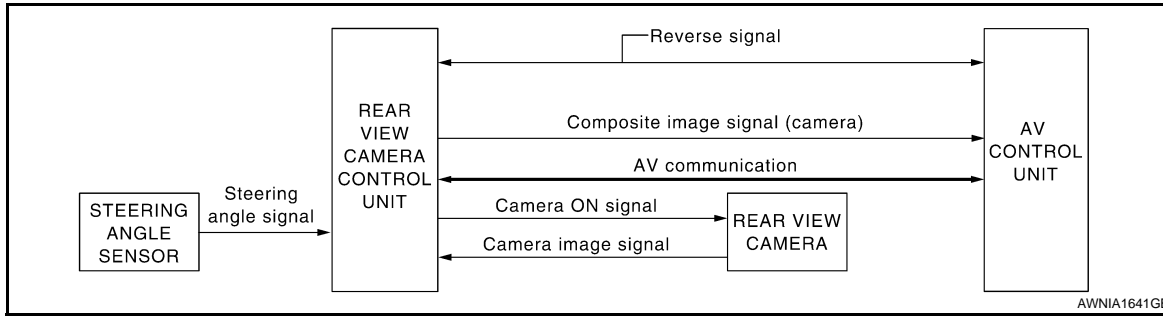 Reverse signal
REAR
VIEW
CAMERA
CONTROL
UNIT
Composite image signal (camera)
AV
CONTROL
UNIT
AV communication
Steering
angle signal
STEERING
ANGLE
SENSOR
Camera ON signal
REAR VIEW
CAMERA
Camera image signal